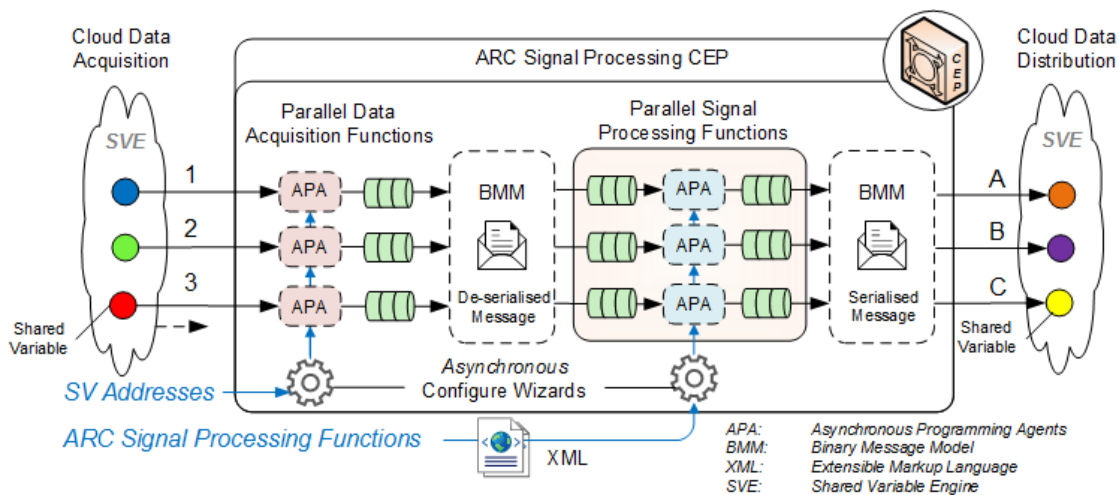 Cloud Data
Acquisition
SVE
1
2
3
Shared
Variable
ARC Signal Processing CEP
CEP
Parallel Data
Acquisition Functions
APA
APA
APA
BMM
De-serialised
Message
Parallel Signal
Processing Functions
APA
APA
APA
BMM
Serialised
Message
Cloud Data
Distribution
SVE
A
B
C
Shared
Variable
Asynchronous
Configure Wizards
SV Addresses
ARC Signal Processing Functions
XML
APA: Asynchronous Programming Agents
BMM: Binary Message Model
XML: Extensible Markup Language
SVE: Shared Variable Engine